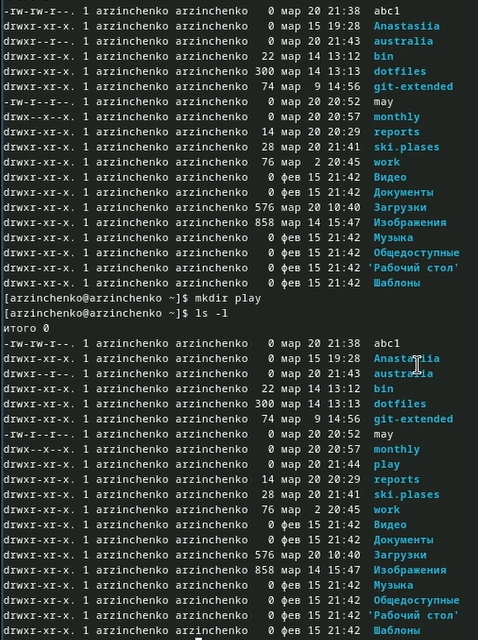 -rw-rw-r--. 1 arzinchenko arzinchenko 0 мар 20 21:38 abc1
drwxr-xr-x. 1 arzinchenko arzinchenko 0 мар 15 19:28 Anastasiia
drwxr--r--. 1 arzinchenko arzinchenko 0 мар 20 21:43 australia
drwxr-xr-x. 1 arzinchenko arzinchenko 22 мар 14 13:12 bin
drwxr-xr-x. 1 arzinchenko arzinchenko 300 мар 14 13:13 dotfiles
drwxr-xr-x. 1 arzinchenko arzinchenko 74 мар 9 14:56 git-extended
-rw-r--r--. 1 arzinchenko arzinchenko 0 мар 20 20:52 may
drwx--x--x. 1 arzinchenko arzinchenko 0 мар 20 20:57 monthly
drwxr-xr-x. 1 arzinchenko arzinchenko 14 мар 20 20:29 reports
drwxr-xr-x. 1 arzinchenko arzinchenko 28 мар 20 21:41 ski.plases
drwxr-xr-x. 1 arzinchenko arzinchenko 76 мар 2 20:45 work
drwxr-xr-x. 1 arzinchenko arzinchenko 0 фев 15 21:42 Видео
drwxr-xr-x. 1 arzinchenko arzinchenko 0 фев 15 21:42 Документы
drwxr-xr-x. 1 arzinchenko arzinchenko 576 мар 20 10:40 Загрузки
drwxr-xr-x. 1 arzinchenko arzinchenko 858 мар 14 15:47 Изображения
drwxr-xr-x. 1 arzinchenko arzinchenko 0 фев 15 21:42 Музыка
drwxr-xr-x. 1 arzinchenko arzinchenko 0 фев 15 21:42 Общедоступные
drwxr-xr-x. 1 arzinchenko arzinchenko 0 фев 15 21:42 'Рабочий стол'
drwxr-xr-x. 1 arzinchenko arzinchenko 0 фев 15 21:42 Шаблоны
[arzinchenko@arzinchenko ~]$ mkdir play
[arzinchenko@arzinchenko ~]$ ls -l
итого 0
-rw-rw-r--. 1 arzinchenko arzinchenko 0 мар 20 21:38 abc1
drwxr-xr-x. 1 arzinchenko arzinchenko 0 мар 15 19:28 Anastasiia
drwxr--r--. 1 arzinchenko arzinchenko 0 мар 20 21:43 australia
drwxr-xr-x. 1 arzinchenko arzinchenko 22 мар 14 13:12 bin
drwxr-xr-x. 1 arzinchenko arzinchenko 300 мар 14 13:13 dotfiles
drwxr-xr-x. 1 arzinchenko arzinchenko 74 мар 9 14:56 git-extended
-rw-r--r--. 1 arzinchenko arzinchenko 0 мар 20 20:52 may
drwx--x--x. 1 arzinchenko arzinchenko 0 мар 20 20:57 monthly
drwxr-xr-x. 1 arzinchenko arzinchenko 0 мар 20 21:44 play
drwxr-xr-x. 1 arzinchenko arzinchenko 14 мар 20 20:29 reports
drwxr-xr-x. 1 arzinchenko arzinchenko 28 мар 20 21:41 ski.plases
drwxr-xr-x. 1 arzinchenko arzinchenko 76 мар 2 20:45 work
drwxr-xr-x. 1 arzinchenko arzinchenko 0 фев 15 21:42 Видео
drwxr-xr-x. 1 arzinchenko arzinchenko 0 фев 15 21:42 Документы
drwxr-xr-x. 1 arzinchenko arzinchenko 576 мар 20 10:40 Загрузки
drwxr-xr-x. 1 arzinchenko arzinchenko 858 мар 14 15:47 Изображения
drwxr-xr-x. 1 arzinchenko arzinchenko 0 фев 15 21:42 Музыка
drwxr-xr-x. 1 arzinchenko arzinchenko 0 фев 15 21:42 Общедоступные
drwxr-xr-x. 1 arzinchenko arzinchenko 0 фев 15 21:42 'Рабочий стол'
drwxr-xr-x. 1 arzinchenko arzinchenko 0 фев 15 21:42 Шаблоны